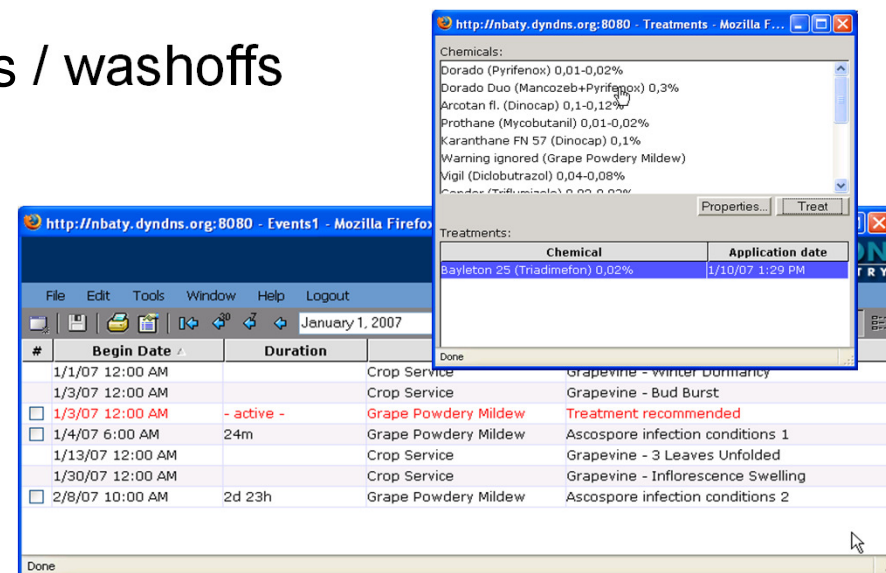 s / washoffs
http://nbaty.dyndns.org:8080 - Treatments - Mozilla F...
Chemicals:
Dorado (Pyrifenox) 0,01-0,02%
Dorado Duo (Mancozeb+Pyrifenox) 0,3%
Arcotan fl. (Dinocap) 0,1-0,12%
Prothane (Mycobutanil) 0,01-0,02%
Karanthane FN 57 (Dinocap) 0,1%
Warning ignored (Grape Powdery Mildew)
Vigil (Diclobutrazol) 0,04-0,08%
Properties... Treat
Treatments:
Chemical Application date
Bayleton 25 (Triadimefon) 0,02% 1/10/07 1:29 PM
Done
http://nbaty.dyndns.org:8080 - Events1 - Mozilla Firefox
File Edit Tools Window Help Logout
30 7 January 1, 2007
# Begin Date Duration
1/1/07 12:00 AM Crop Service Grapevine - Winter Dormancy
1/3/07 12:00 AM Crop Service Grapevine - Bud Burst
1/3/07 12:00 AM - active - Grape Powdery Mildew Treatment recommended
1/4/07 6:00 AM 24m Grape Powdery Mildew Ascospore infection conditions 1
1/13/07 12:00 AM Crop Service Grapevine - 3 Leaves Unfolded
1/30/07 12:00 AM Crop Service Grapevine - Inflorescence Swelling
2/8/07 10:00 AM 2d 23h Grape Powdery Mildew Ascospore infection conditions 2
Done